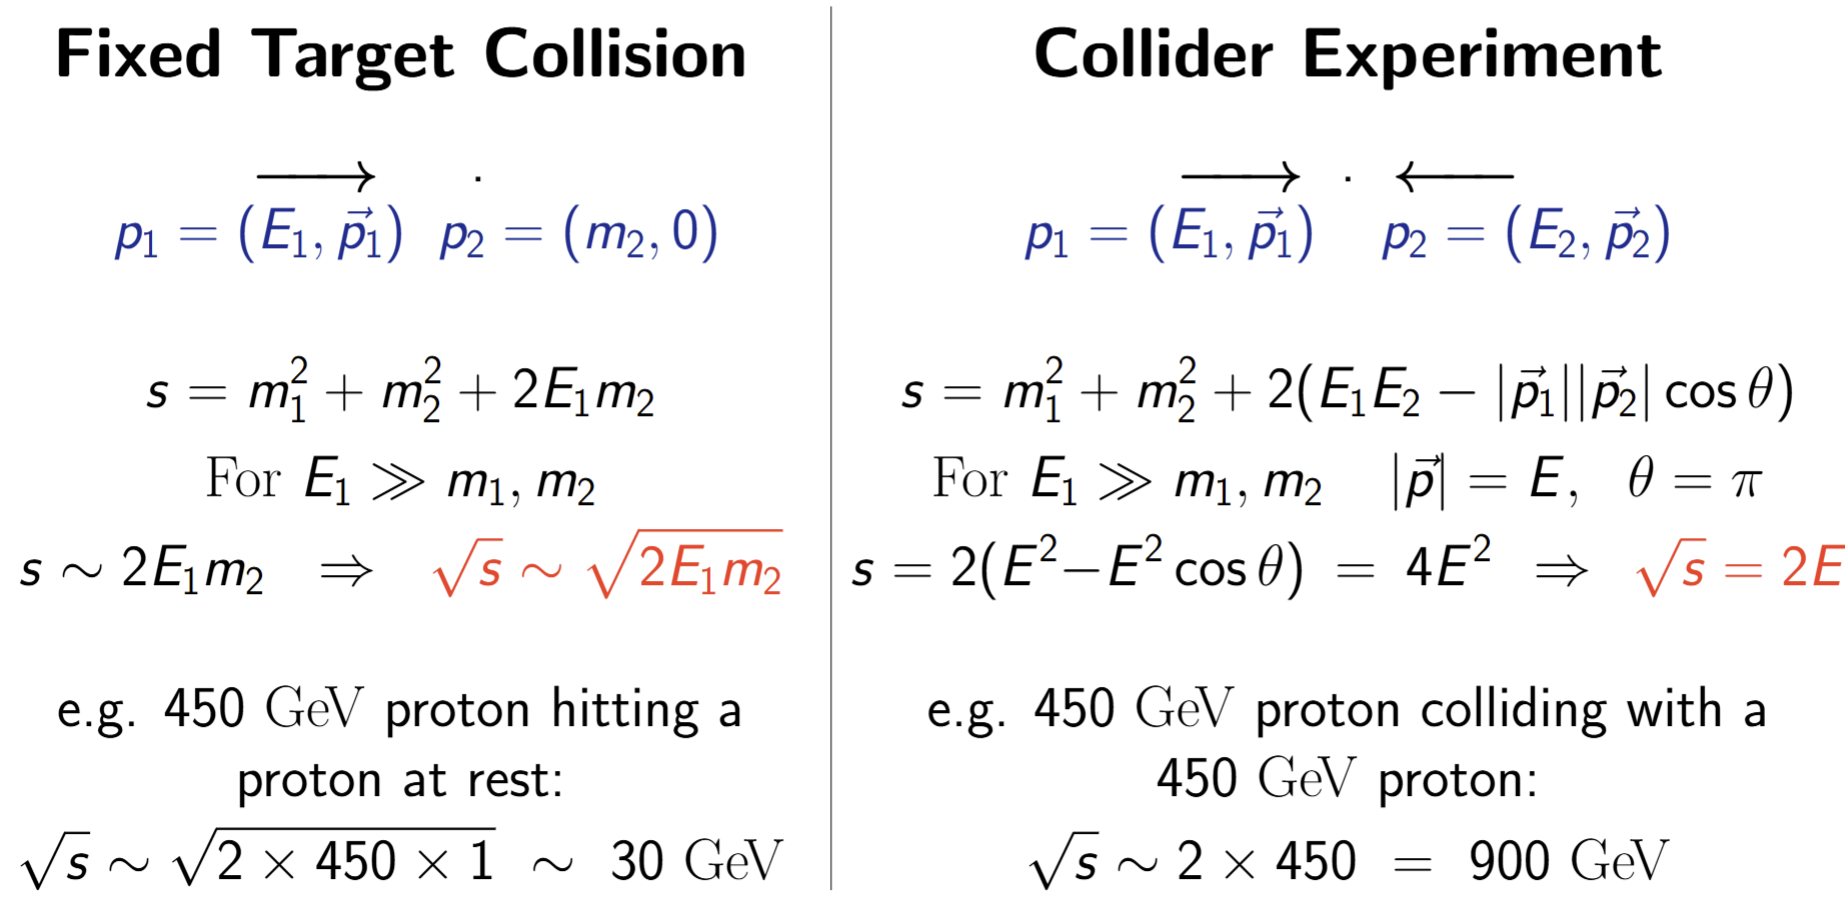 Fixed Target Collision
p₁ = (E₁, p⃗₁) p₂ = (m₂, 0)
s = m₁² + m₂² + 2E₁m₂
For E₁ ≫ m₁, m₂
s ∼ 2E₁m₂ ⇒ √s ∼ √(2E₁m₂)
e.g. 450 GeV proton hitting a
proton at rest:
√s ∼ √(2 × 450 × 1) ∼ 30 GeV
Collider Experiment
p₁ = (E₁, p⃗₁) p₂ = (E₂, p⃗₂)
s = m₁² + m₂² + 2(E₁E₂ − |p⃗₁||p⃗₂| cos θ)
For E₁ ≫ m₁, m₂ |p⃗| = E, θ = π
s = 2(E²−E² cos θ) = 4E² ⇒ √s = 2E
e.g. 450 GeV proton colliding with a
450 GeV proton:
√s ∼ 2 × 450 = 900 GeV